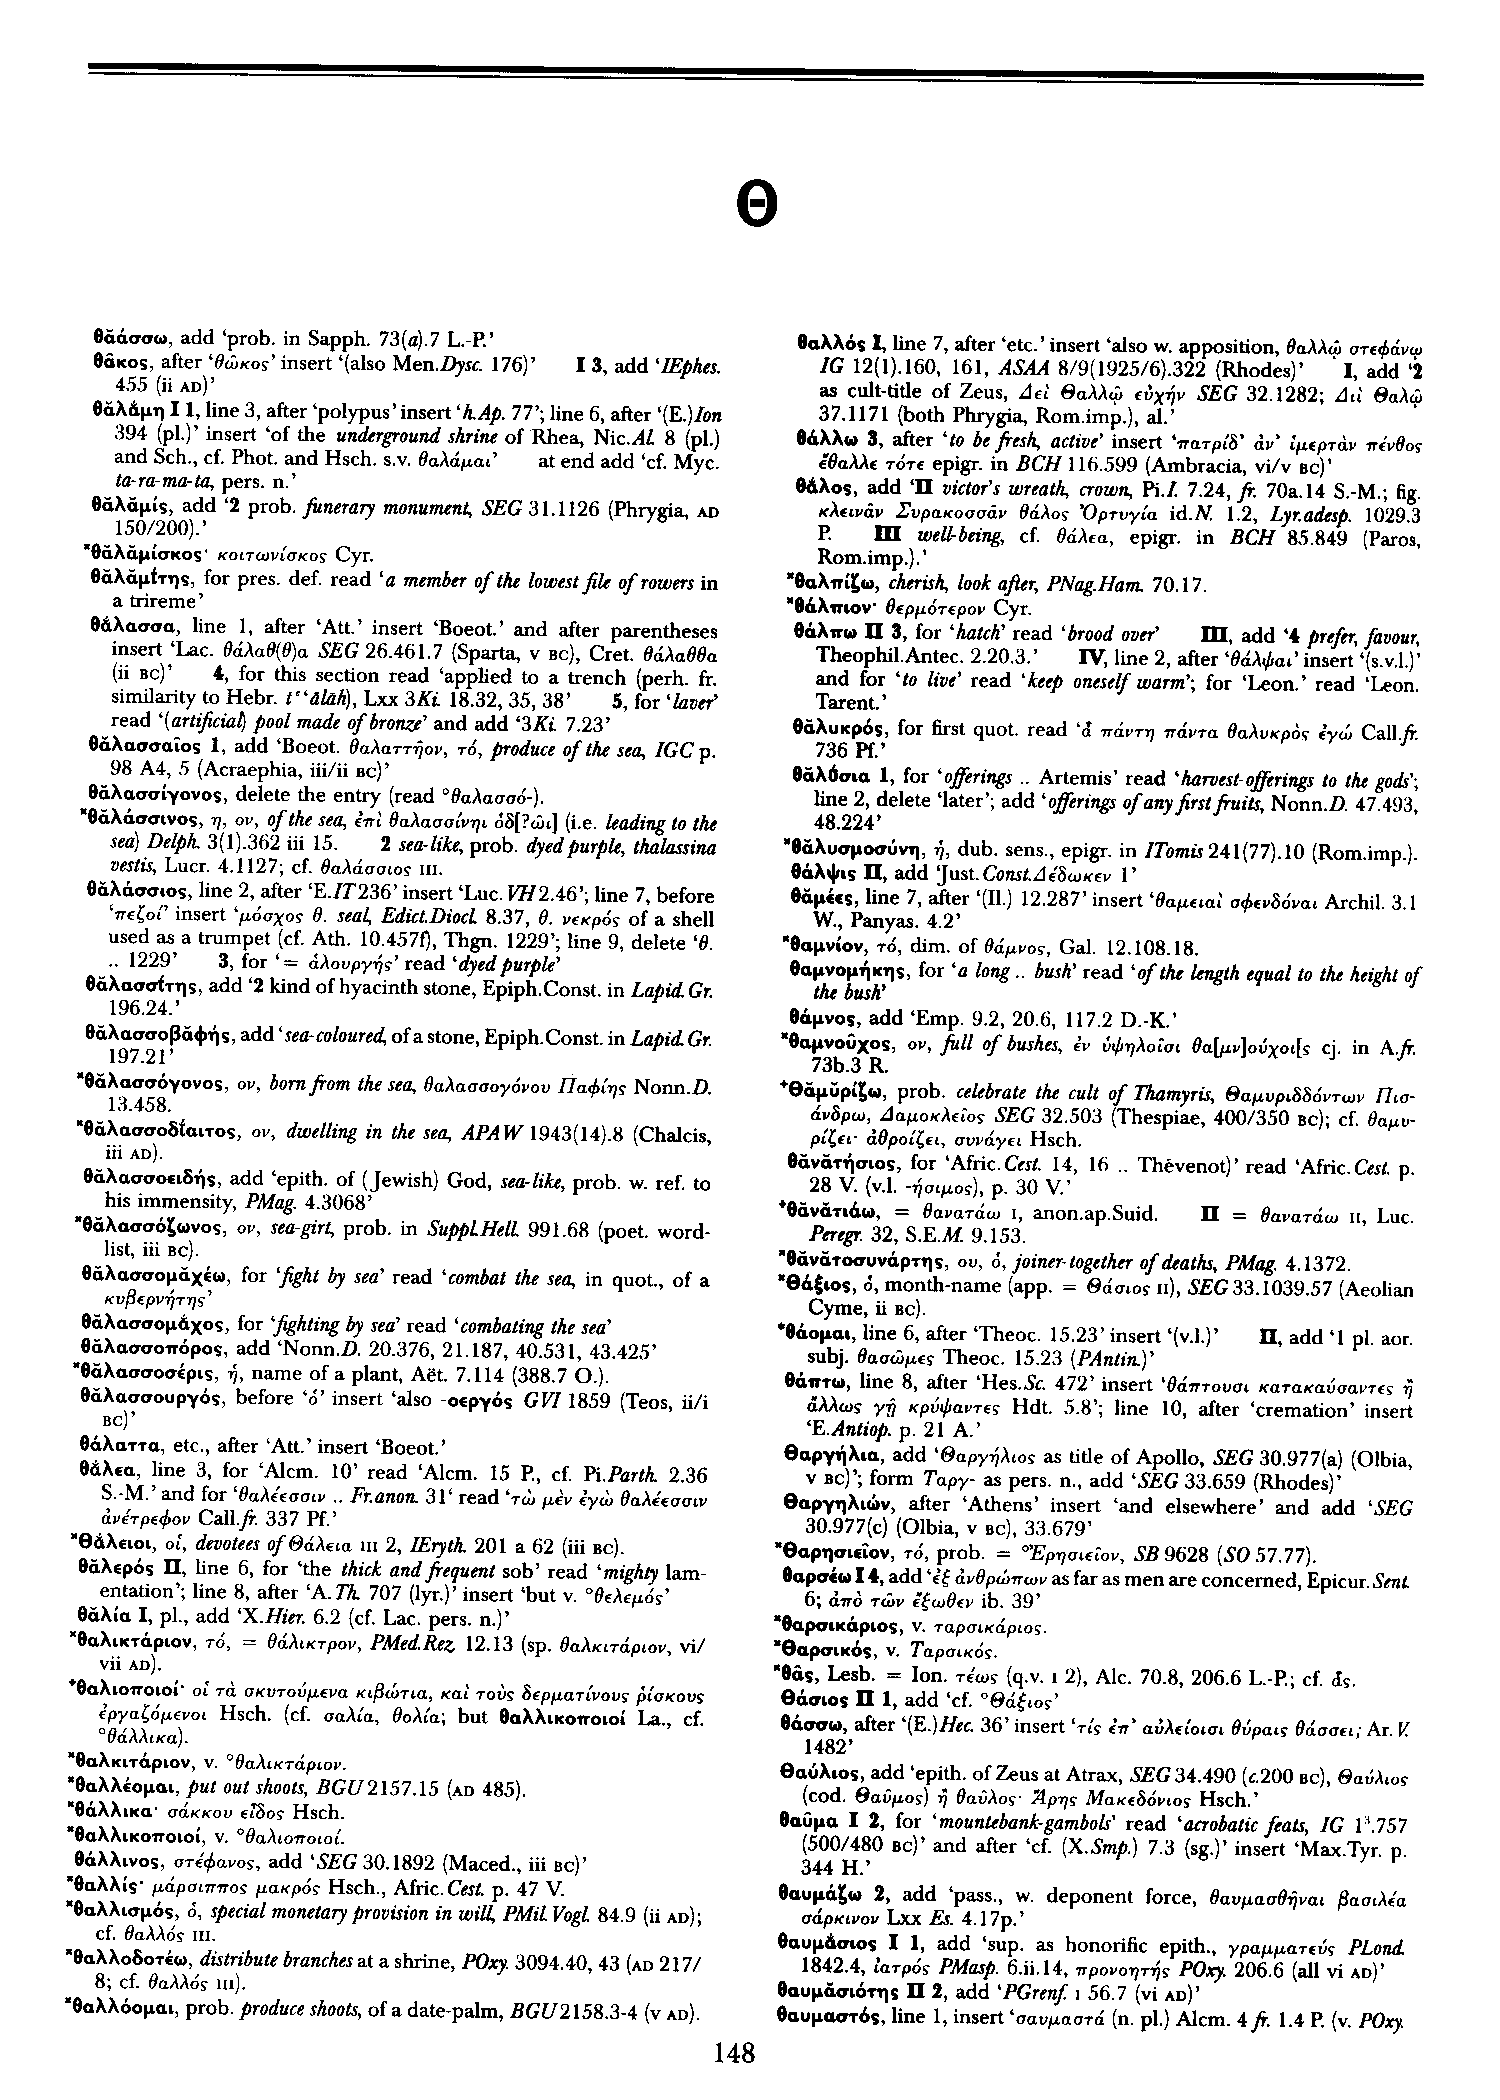 Θ
θᾰάσσω, add ‘prob. in Sapph. 73(a).7 L.-P.’
θᾶκος, after ‘θῶκος’ insert ‘(also Men.Dysc. 176)’ I 3, add ‘IEphes.
455 (ii AD)’
θᾰλάμη I 1, line 3, after ‘polypus’ insert ‘h.Ap. 77’; line 6, after ‘(E.)Ion
394 (pl.)’ insert ‘of the underground shrine of Rhea, Nic.Al. 8 (pl.)
and Sch., cf. Phot. and Hsch. s.v. θαλάμαι’ at end add ‘cf. Myc.
ta-ra-ma-ta, pers. n.’
θᾰλᾰμίς, add ‘2 prob. funerary monument, SEG 31.1126 (Phrygia, AD
150/200).’
*θᾰλᾰμίσκος· κοιτωνίσκος Cyr.
θᾰλᾰμίτης, for pres. def. read ‘a member of the lowest file of rowers in
a trireme’
θάλασσα, line 1, after ‘Att.’ insert ‘Boeot.’ and after parentheses
insert ‘Lac. θάλαθ(θ)α SEG 26.461.7 (Sparta, v BC), Cret. θάλαθθα
(ii BC)’ 4, for this section read ‘applied to a trench (perh. fr.
similarity to Hebr. tᵉ‘ālāh), Lxx 3Ki. 18.32, 35, 38’ 5, for ‘laver’
read ‘(artificial) pool made of bronze’ and add ‘3Ki. 7.23’
θᾰλασσαῖος 1, add ‘Boeot. θαλαττῆον, τό, produce of the sea, IGC p.
98 A4, 5 (Acraephia, iii/ii BC)’
θᾰλασσίγονος, delete the entry (read °θαλασσό-).
*θᾰλάσσινος, η, ον, of the sea, ἐπὶ θαλασσίνηι ὁδ[?ῶι] (i.e. leading to the
sea) Delph. 3(1).362 iii 15. 2 sea-like, prob. dyed purple, thalassina
vestis, Lucr. 4.1127; cf. θαλάσσιος III.
θᾰλάσσιος, line 2, after ‘E.IT 236’ insert ‘Luc. VH 2.46’; line 7, before
‘πεζοί’ insert ‘μόσχος θ. seal, Edict.Diocl. 8.37, θ. νεκρός of a shell
used as a trumpet (cf. Ath. 10.457f), Thgn. 1229’; line 9, delete ‘θ.
.. 1229’ 3, for ‘= ἁλουργής’ read ‘dyed purple’
θᾰλασσίτης, add ‘2 kind of hyacinth stone, Epiph.Const. in Lapid.Gr.
196.24.’
θᾰλασσοβᾰφής, add ‘sea-coloured, of a stone, Epiph.Const. in Lapid.Gr.
197.21’
*θᾰλασσόγονος, ον, born from the sea, θαλασσογόνου Παφίης Nonn.D.
13.458.
*θᾰλασσοδίαιτος, ον, dwelling in the sea, APAW 1943(14).8 (Chalcis,
iii AD).
θᾰλασσοειδής, add ‘epith. of (Jewish) God, sea-like, prob. w. ref. to
his immensity, PMag. 4.3068’
*θᾰλασσόζωνος, ον, sea-girt, prob. in Suppl.Hell. 991.68 (poet. word-
list, iii BC).
θᾰλασσομᾰχέω, for ‘fight by sea’ read ‘combat the sea, in quot., of a
κυβερνήτης’
θᾰλασσομάχος, for ‘fighting by sea’ read ‘combating the sea’
θᾰλασσοπόρος, add ‘Nonn.D. 20.376, 21.187, 40.531, 43.425’
*θᾰλασσοσέρις, ἡ, name of a plant, Aët. 7.114 (388.7 O.).
θᾰλασσουργός, before ‘ὁ’ insert ‘also -οεργός GVI 1859 (Teos, ii/i
BC)’
θάλαττα, etc., after ‘Att.’ insert ‘Boeot.’
θάλεα, line 3, for ‘Alcm. 10’ read ‘Alcm. 15 P., cf. Pi.Parth. 2.36
S.-M.’ and for ‘θαλέεσσιν .. Fr.anon. 31‘ read ‘τὼ μὲν ἐγὼ θαλέεσσιν
ἀνέτρεφον Call.fr. 337 Pf.’
*Θάλειοι, οἱ, devotees of Θάλεια III 2, IEryth. 201 a 62 (iii BC).
θᾰλερός II, line 6, for ‘the thick and frequent sob’ read ‘mighty lam-
entation’; line 8, after ‘A.Th. 707 (lyr.)’ insert ‘but v. °θελεμός’
θᾰλία I, pl., add ‘X.Hier. 6.2 (cf. Lac. pers. n.)’
*θαλικτάριον, τό, = θάλικτρον, PMed.Rez. 12.13 (sp. θαλκιτάριον, vi/
vii AD).
⁺θαλιοποιοί· οἱ τὰ σκυτούμενα κιβώτια, καὶ τοὺς δερματίνους ῥίσκους
ἐργαζόμενοι Hsch. (cf. σαλία, θολία; but θαλλικοποιοί La., cf.
°θάλλικα).
*θαλκιτάριον, v. °θαλικτάριον.
*θαλλέομαι, put out shoots, BGU 2157.15 (AD 485).
*θάλλικα· σάκκου εἶδος Hsch.
*θαλλικοποιοί, v. °θαλιοποιοί.
θάλλινος, στέφανος, add ‘SEG 30.1892 (Maced., iii BC)’
*θαλλίς· μάρσιππος μακρός Hsch., Afric.Cest. p. 47 V.
*θαλλισμός, ὁ, special monetary provision in will, PMil.Vogl. 84.9 (ii AD);
cf. θαλλός III.
*θαλλοδοτέω, distribute branches at a shrine, POxy. 3094.40, 43 (AD 217/
8; cf. θαλλός III).
*θαλλόομαι, prob. produce shoots, of a date-palm, BGU 2158.3-4 (v AD).
θαλλός I, line 7, after ‘etc.’ insert ‘also w. apposition, θαλλῷ στεφάνῳ
IG 12(1).160, 161, ASAA 8/9(1925/6).322 (Rhodes)’ I, add ‘2
as cult-title of Zeus, Δεὶ Θαλλῷ εὐχήν SEG 32.1282; Διὶ Θαλῷ
37.1171 (both Phrygia, Rom.imp.), al.’
θάλλω 3, after ‘to be fresh, active’ insert ‘πατρίδ’ ἀν’ ἱμερτὰν πένθος
ἔθαλλε τότε epigr. in BCH 116.599 (Ambracia, vi/v BC)’
θάλος, add ‘II victor's wreath, crown, Pi.I. 7.24, fr. 70a.14 S.-M.; fig.
κλεινᾶν Συρακοσσᾶν θάλος Ὀρτυγία id.N. 1.2, Lyr.adesp. 1029.3
P. III well-being, cf. θάλεα, epigr. in BCH 85.849 (Paros,
Rom.imp.).’
*θαλπίζω, cherish, look after, PNag.Ham. 70.17.
*θάλπιον· θερμότερον Cyr.
θάλπω II 3, for ‘hatch’ read ‘brood over’ III, add ‘4 prefer, favour,
Theophil.Antec. 2.20.3.’ IV, line 2, after ‘θάλψαι’ insert ‘(s.v.l.)’
and for ‘to live’ read ‘keep oneself warm’; for ‘Leon.’ read ‘Leon.
Tarent.’
θᾰλυκρός, for first quot. read ‘ἆ πάντη πάντα θαλυκρὸς ἐγώ Call.fr.
736 Pf.’
θᾰλύσια 1, for ‘offerings .. Artemis’ read ‘harvest-offerings to the gods’;
line 2, delete ‘later’; add ‘offerings of any first fruits, Nonn.D. 47.493,
48.224’
*θᾰλυσμοσύνη, ἡ, dub. sens., epigr. in ITomis 241(77).10 (Rom.imp.).
θάλψις II, add ‘Just.Const.Δέδωκεν 1’
θᾰμέες, line 7, after ‘(Il.) 12.287’ insert ‘θαμειαὶ σφενδόναι Archil. 3.1
W., Panyas. 4.2’
*θαμνίον, τό, dim. of θάμνος, Gal. 12.108.18.
θαμνομήκης, for ‘a long .. bush’ read ‘of the length equal to the height of
the bush’
θάμνος, add ‘Emp. 9.2, 20.6, 117.2 D.-K.’
*θαμνοῦχος, ον, full of bushes, ἐν ὑψηλοῖσι θα[μν]ούχοι[ς cj. in A.fr.
73b.3 R.
⁺Θᾰμῠρίζω, prob. celebrate the cult of Thamyris, Θαμυριδδόντων Πισ-
άνδρω, Δαμοκλεῖος SEG 32.503 (Thespiae, 400/350 BC); cf. θαμυ-
ρίζει· ἀθροίζει, συνάγει Hsch.
θᾰνᾰτήσιος, for ‘Afric.Cest. 14, 16 .. Thévenot)’ read ‘Afric.Cest. p.
28 V. (v.l. -ήσιμος), p. 30 V.’
⁺θᾰνᾰτιάω, = θανατάω I, anon.ap.Suid. II = θανατάω II, Luc.
Peregr. 32, S.E.M. 9.153.
*θᾰνᾰτοσυνάρτης, ου, ὁ, joiner-together of deaths, PMag. 4.1372.
*Θάξιος, ὁ, month-name (app. = Θάσιος II), SEG 33.1039.57 (Aeolian
Cyme, ii BC).
⁺θάομαι, line 6, after ‘Theoc. 15.23’ insert ‘(v.l.)’ II, add ‘1 pl. aor.
subj. θασῶμες Theoc. 15.23 (PAntin.)’
θάπτω, line 8, after ‘Hes.Sc. 472’ insert ‘θάπτουσι κατακαύσαντες ἢ
ἄλλως γῇ κρύψαντες Hdt. 5.8’; line 10, after ‘cremation’ insert
‘E.Antiop. p. 21 A.’
Θαργήλια, add ‘Θαργήλιος as title of Apollo, SEG 30.977(a) (Olbia,
v BC)’; form Ταργ- as pers. n., add ‘SEG 33.659 (Rhodes)’
Θαργηλιών, after ‘Athens’ insert ‘and elsewhere’ and add ‘SEG
30.977(c) (Olbia, v BC), 33.679’
*Θαρησιεῖον, τό, prob. = °Ἐρησιεῖον, SB 9628 (SO 57.77).
θαρσέω I 4, add ‘ἐξ ἀνθρώπων as far as men are concerned, Epicur.Sent.
6; ἀπὸ τῶν ἔξωθεν ib. 39’
*θαρσικάριος, v. ταρσικάριος.
*Θαρσικός, v. Ταρσικός.
*θᾶς, Lesb. = Ion. τέως (q.v. I 2), Alc. 70.8, 206.6 L.-P.; cf. ἇς.
Θάσιος II 1, add ‘cf. °Θάξιος’
θάσσω, after ‘(E.)Hec. 36’ insert ‘τίς ἐπ’ αὐλείοισι θύραις θάσσει; Ar.V.
1482’
Θαύλιος, add ‘epith. of Zeus at Atrax, SEG 34.490 (c.200 BC), Θαύλιος
(cod. Θαῦμος) ἢ θαῦλος· Ἄρης Μακεδόνιος Hsch.’
θαῦμα I 2, for ‘mountebank-gambols’ read ‘acrobatic feats, IG 1³.757
(500/480 BC)’ and after ‘cf. (X.Smp.) 7.3 (sg.)’ insert ‘Max.Tyr. p.
344 H.’
θαυμάζω 2, add ‘pass., w. deponent force, θαυμασθῆναι βασιλέα
σάρκινον Lxx Es. 4.17p.’
θαυμάσιος I 1, add ‘sup. as honorific epith., γραμματεύς PLond.
1842.4, ἰατρός PMasp. 6.ii.14, προνοητής POxy. 206.6 (all vi AD)’
θαυμᾰσιότης II 2, add ‘PGrenf. I 56.7 (vi AD)’
θαυμαστός, line 1, insert ‘σαυμαστά (n. pl.) Alcm. 4 fr. 1.4 P. (v. POxy.
148